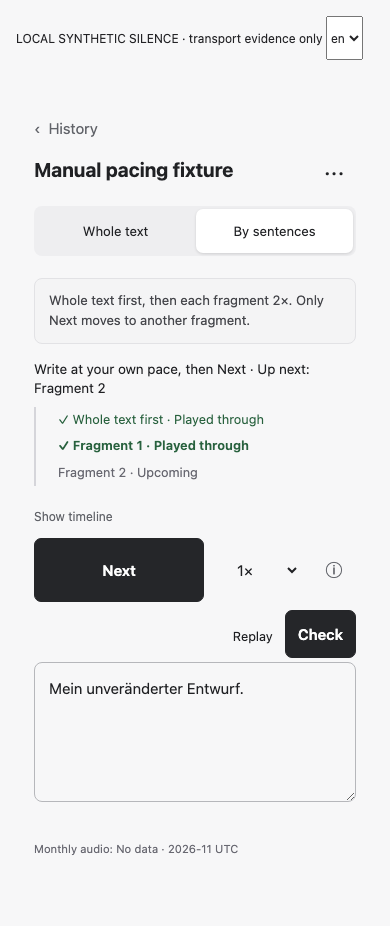 LOCAL SYNTHETIC SILENCE · transport evidence only en
‹ History
Manual pacing fixture
...
Whole text By sentences
Whole text first, then each fragment 2×. Only
Next moves to another fragment.
Write at your own pace, then Next · Up next:
Fragment 2
✓ Whole text first · Played through
✓ Fragment 1 · Played through
Fragment 2 · Upcoming
Show timeline
Next 1× ⓘ
Replay Check
Mein unveränderter Entwurf.
Monthly audio: No data · 2026-11 UTC